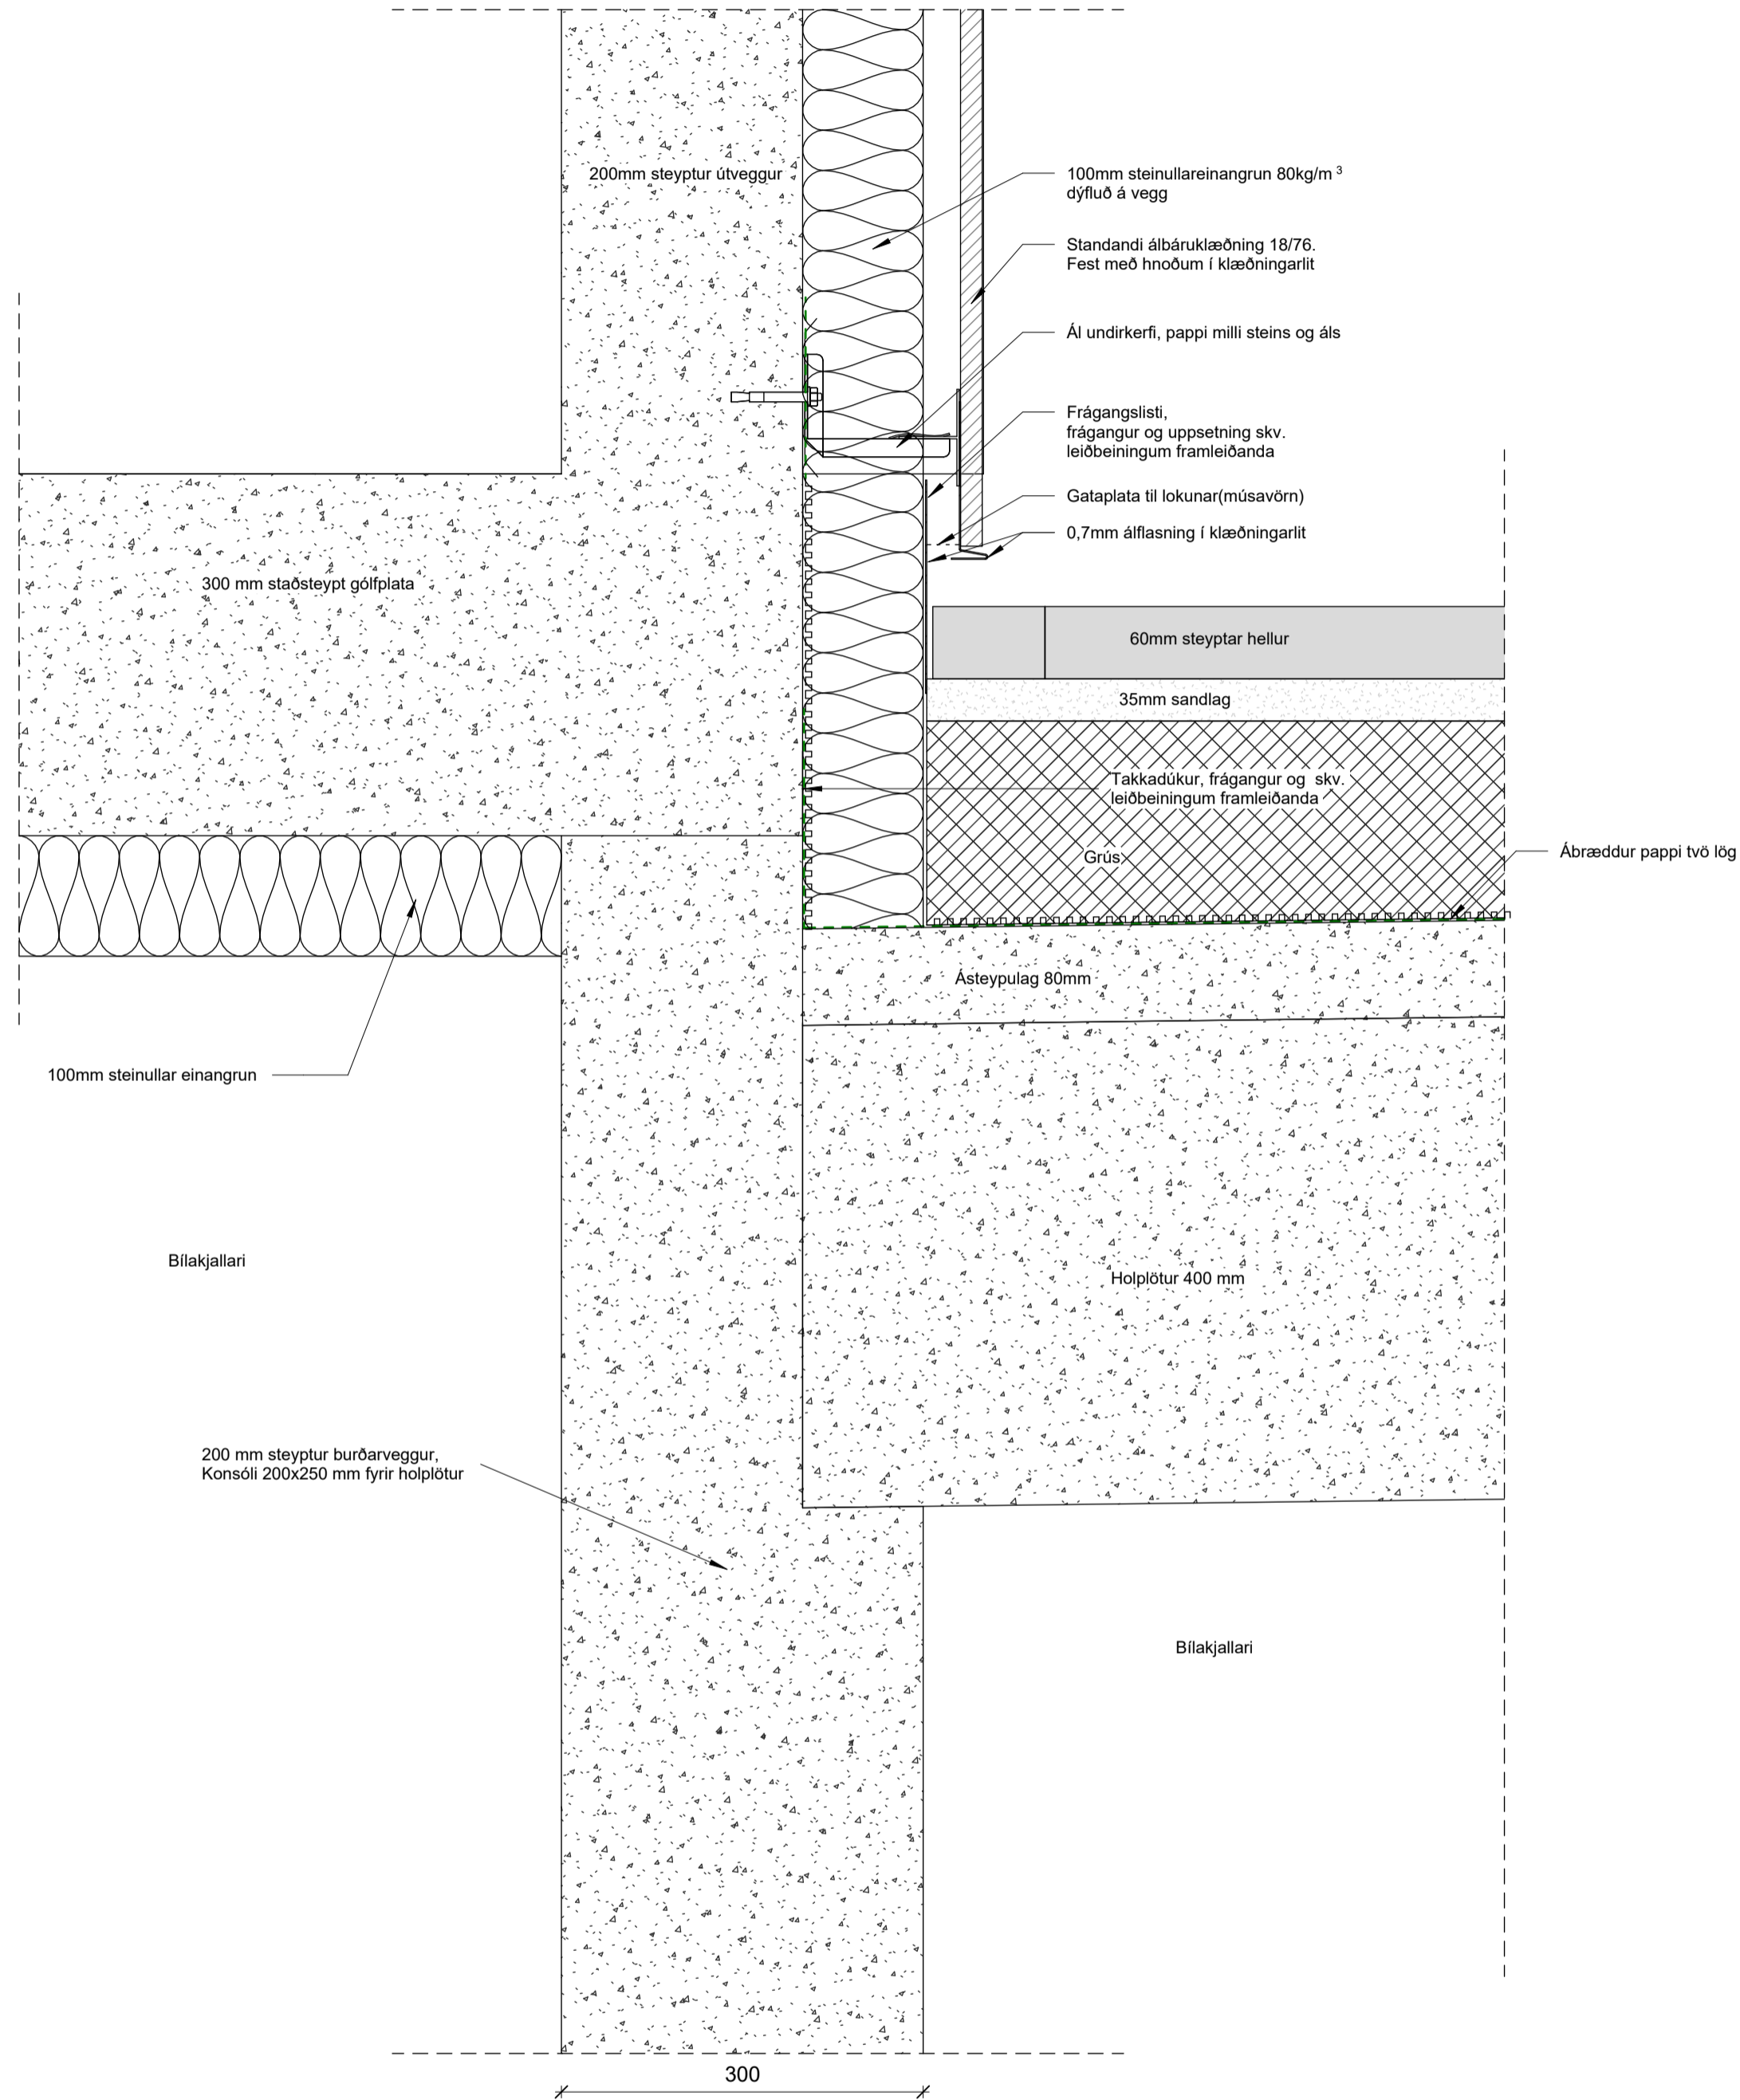 200mm steyptur útveggur
100mm steinullareinangrun 80kg/m³
dýfluð á vegg
Standandi álbáruklæðning 18/76.
Fest með hnoðum í klæðningarlit
Ál undirkerfi, pappi milli steins og áls
Frágangslisti,
frágangur og uppsetning skv.
leiðbeiningum framleiðanda
Gataplata til lokunar(músavörn)
0,7mm álflasning í klæðningarlit
300 mm staðsteypt gólfplata
60mm steyptar hellur
35mm sandlag
Takkadúkur, frágangur og skv.
leiðbeiningum framleiðanda
Grús
Ábræddur pappi tvö lög
Ásteypulag 80mm
100mm steinullar einangrun
Bílakjallari
Holplötur 400 mm
200 mm steyptur burðarveggur,
Konsóli 200x250 mm fyrir holplötur
Bílakjallari
300